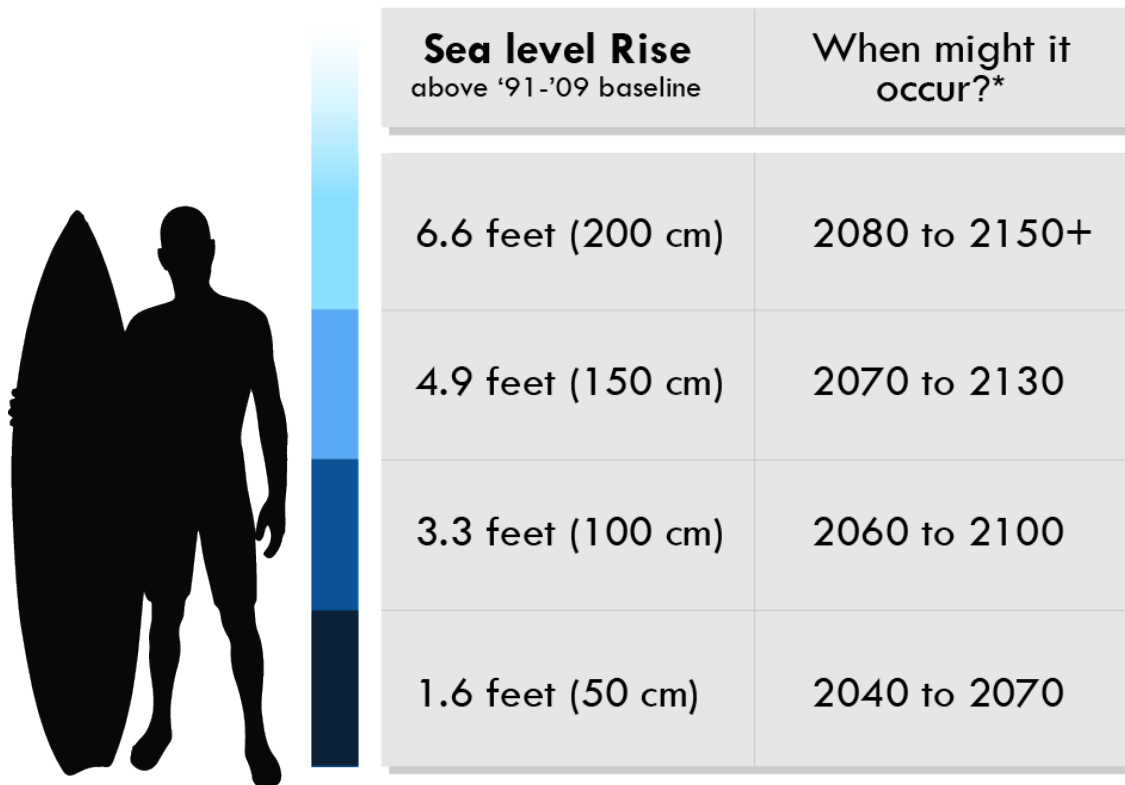 Sea level Rise
above ‘91-’09 baseline
When might it
occur?*
6.6 feet (200 cm)
2080 to 2150+
4.9 feet (150 cm)
2070 to 2130
3.3 feet (100 cm)
2060 to 2100
1.6 feet (50 cm)
2040 to 2070